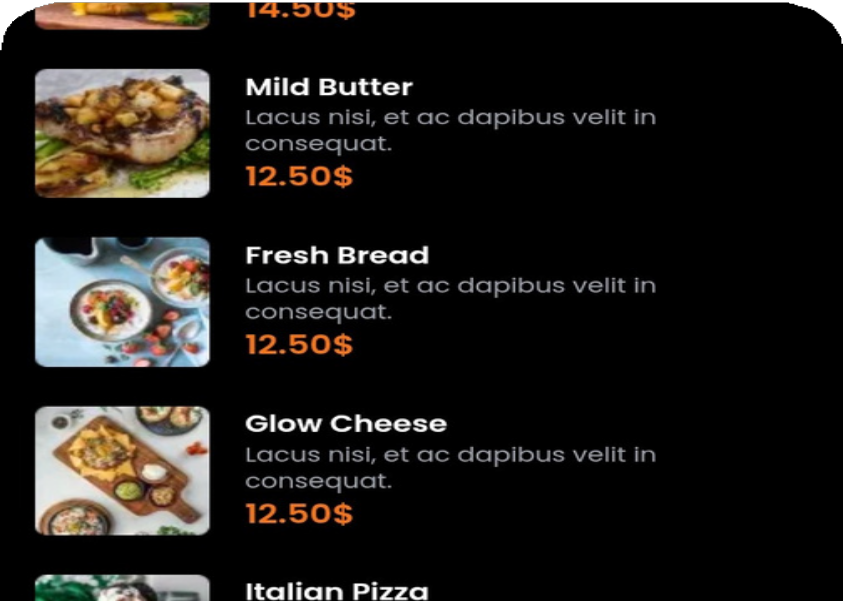 14.50$
Mild Butter
Lacus nisi, et ac dapibus velit in
consequat.
12.50$
Fresh Bread
Lacus nisi, et ac dapibus velit in
consequat.
12.50$
Glow Cheese
Lacus nisi, et ac dapibus velit in
consequat.
12.50$
Italian Pizza